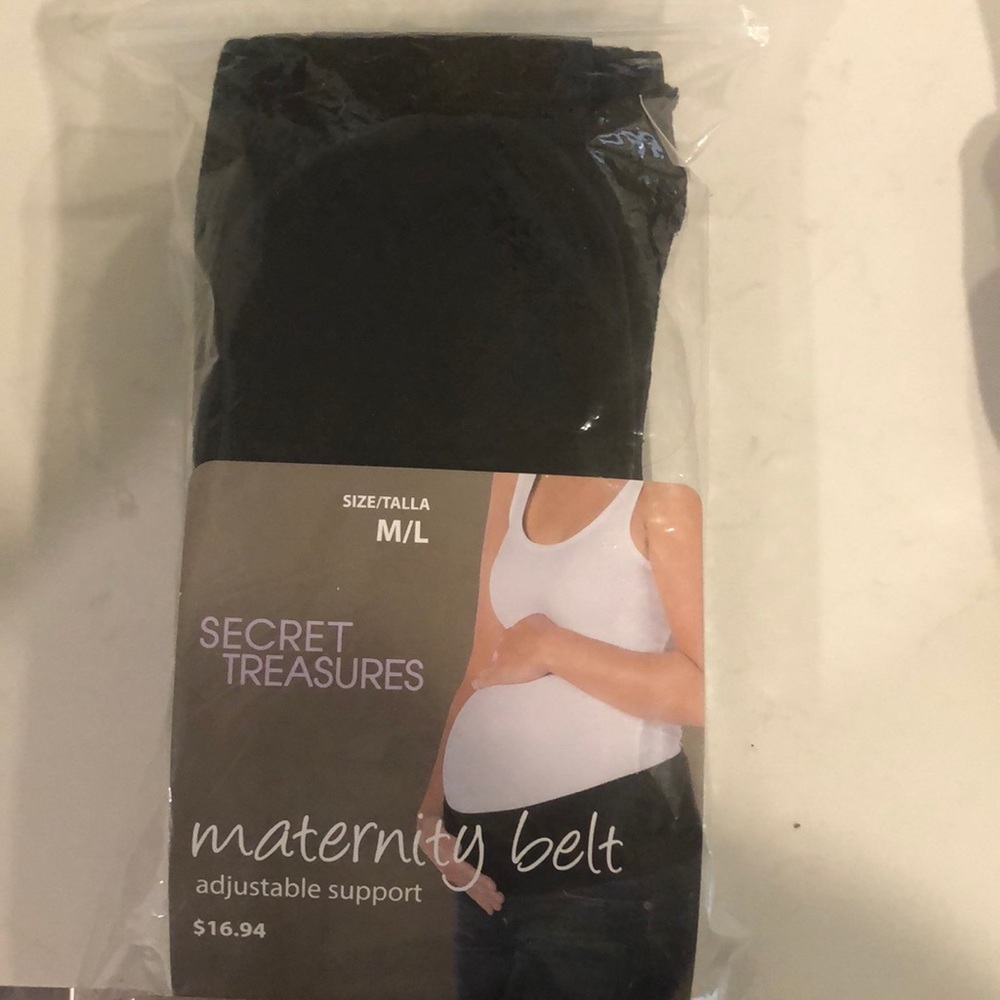 SIZE/TALLA
M/L
SECRET
TREASURES
maternity belt
adjustable support
$16.94